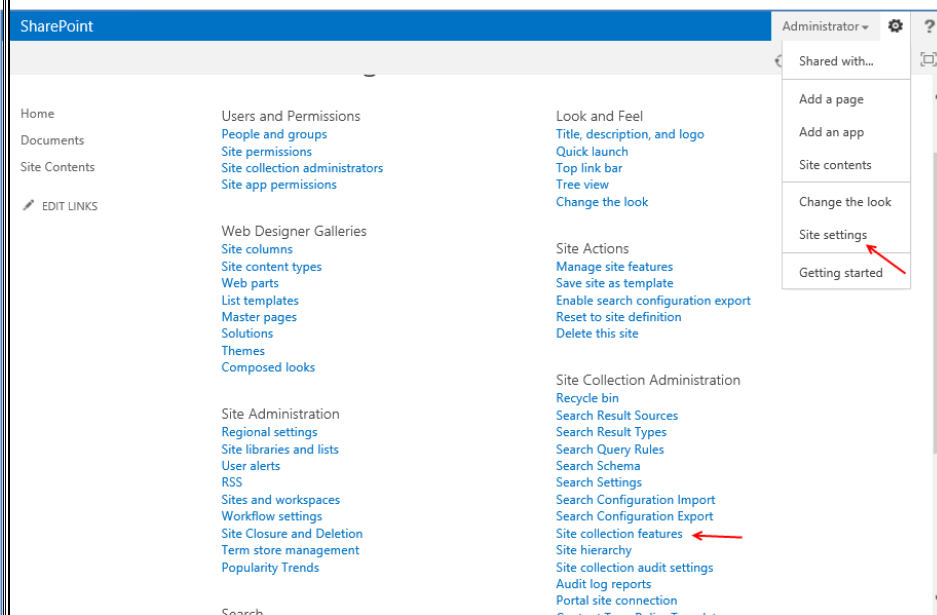 SharePoint
Administrator
?
Shared with...
Add a page
Add an app
Site contents
Change the look
Site settings
Getting started
Home
Documents
Site Contents
EDIT LINKS
Users and Permissions
People and groups
Site permissions
Site collection administrators
Site app permissions
Web Designer Galleries
Site columns
Site content types
Web parts
List templates
Master pages
Solutions
Themes
Composed looks
Site Administration
Regional settings
Site libraries and lists
User alerts
RSS
Sites and workspaces
Workflow settings
Site Closure and Deletion
Term store management
Popularity Trends
Search
Look and Feel
Title, description, and logo
Quick launch
Top link bar
Tree view
Change the look
Site Actions
Manage site features
Save site as template
Enable search configuration export
Reset to site definition
Delete this site
Site Collection Administration
Recycle bin
Search Result Sources
Search Result Types
Search Query Rules
Search Schema
Search Settings
Search Configuration Import
Search Configuration Export
Site collection features
Site hierarchy
Site collection audit settings
Audit log reports
Portal site connection